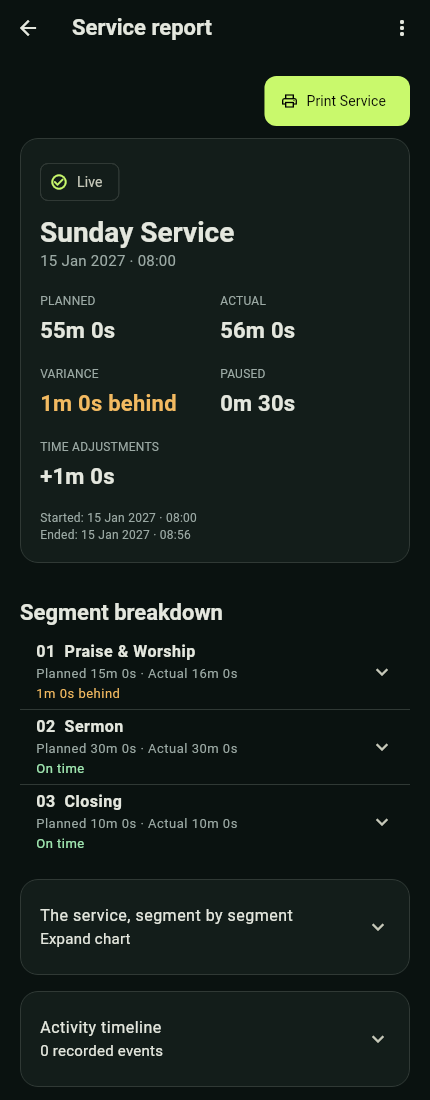 Service report
Print Service
Live
Sunday Service
15 Jan 2027 · 08:00
PLANNED
ACTUAL
55m 0s
56m 0s
VARIANCE
PAUSED
1m 0s behind
0m 30s
TIME ADJUSTMENTS
+1m 0s
Started: 15 Jan 2027 · 08:00
Ended: 15 Jan 2027 · 08:56
Segment breakdown
01 Praise & Worship
Planned 15m 0s · Actual 16m 0s
1m 0s behind
02 Sermon
Planned 30m 0s · Actual 30m 0s
On time
03 Closing
Planned 10m 0s · Actual 10m 0s
On time
The service, segment by segment
Expand chart
Activity timeline
0 recorded events